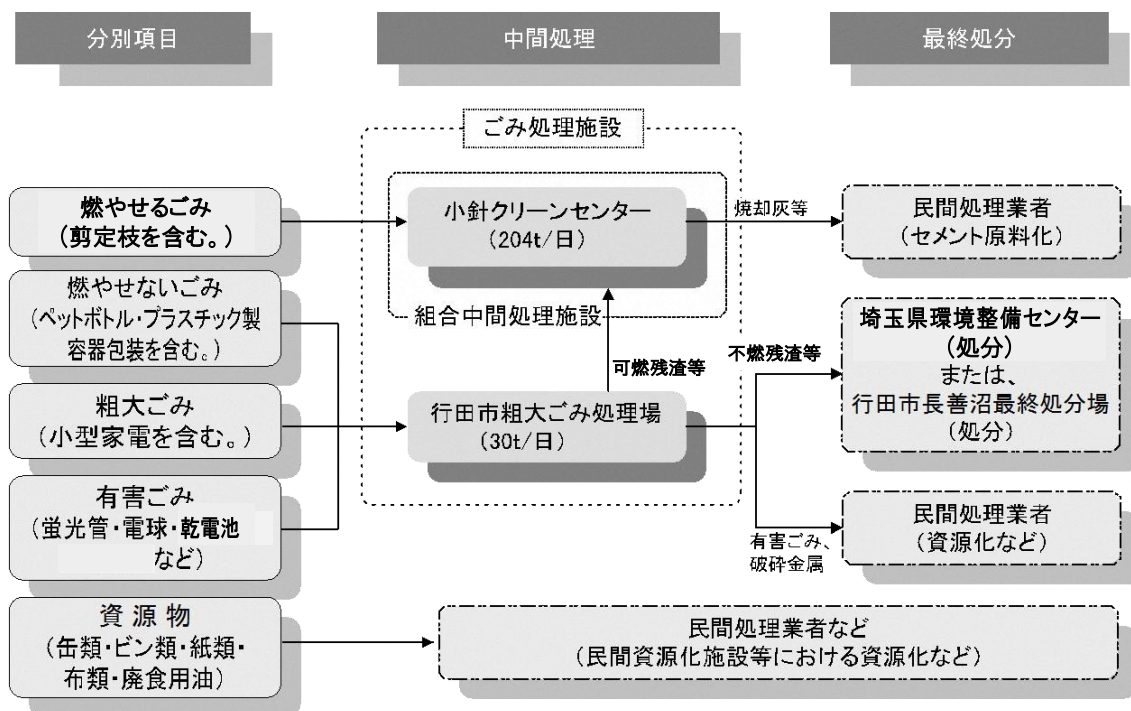 分別項目
中間処理
最終処分
ごみ処理施設
燃やせるごみ
(剪定枝を含む。)
小針クリーンセンター
(204t/日)
焼却灰等
民間処理業者
(セメント原料化)
燃やせないごみ
(ペットボトル・プラスチック製
容器包装を含む。)
組合中間処理施設
可燃残渣等
不燃残渣等
埼玉県環境整備センター
(処分)
または、
行田市長善沼最終処分場
(処分)
粗大ごみ
(小型家電を含む。)
行田市粗大ごみ処理場
(30t/日)
有害ごみ
(蛍光管・電球・乾電池
など)
有害ごみ、
破砕金属
民間処理業者
(資源化など)
資源物
(缶類・ビン類・紙類・
布類・廃食用油)
民間処理業者など
(民間資源化施設等における資源化など)